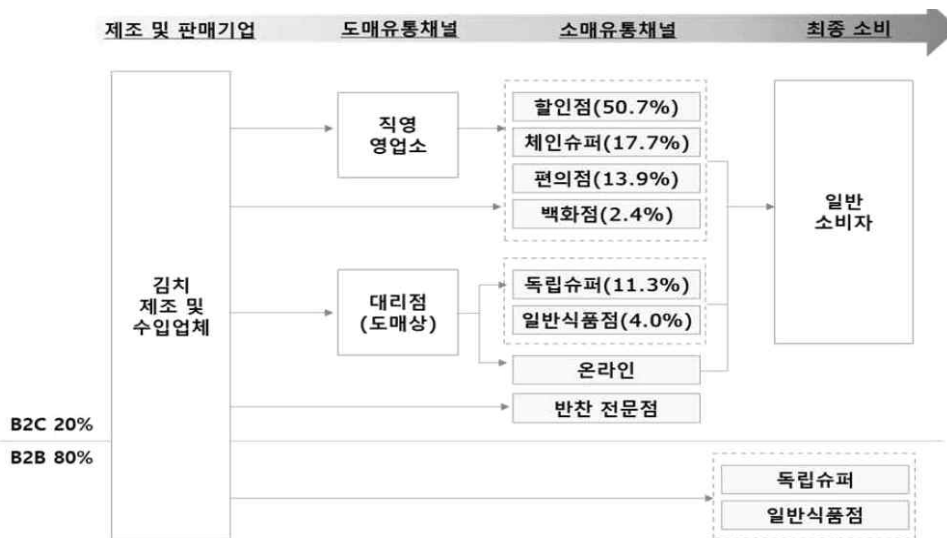 제조 및 판매기업
도매유통채널
소매유통채널
최종 소비
직영
영업소
할인점(50.7%)
체인슈퍼(17.7%)
편의점(13.9%)
백화점(2.4%)
일반
소비자
김치
제조 및
수입업체
대리점
(도매상)
독립슈퍼(11.3%)
일반식품점(4.0%)
온라인
반찬 전문점
B2C 20%
B2B 80%
독립슈퍼
일반식품점